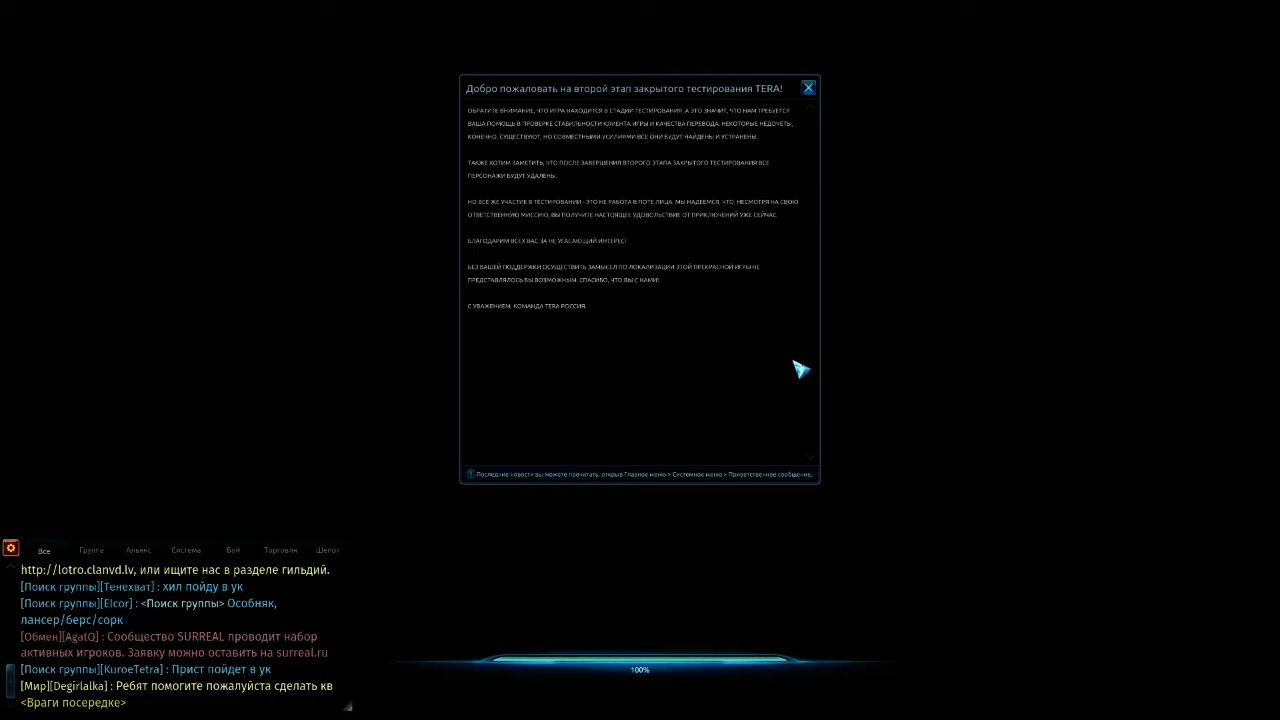 Добро пожаловать на второй этап закрытого тестирования TERA!
ОБРАТИТЕ ВНИМАНИЕ, ЧТО ИГРА НАХОДИТСЯ В СТАДИИ ТЕСТИРОВАНИЯ, А ЭТО ЗНАЧИТ, ЧТО НАМ ТРЕБУЕТСЯ
ВАША ПОМОЩЬ В ПРОВЕРКЕ СТАБИЛЬНОСТИ КЛИЕНТА ИГРЫ И КАЧЕСТВА ПЕРЕВОДА. НЕКОТОРЫЕ НЕДОЧЕТЫ,
КОНЕЧНО, СУЩЕСТВУЮТ, НО СОВМЕСТНЫМИ УСИЛИЯМИ ВСЕ ОНИ БУДУТ НАЙДЕНЫ И УСТРАНЕНЫ.
ТАКЖЕ ХОТИМ ЗАМЕТИТЬ, ЧТО ПОСЛЕ ЗАВЕРШЕНИЯ ВТОРОГО ЭТАПА ЗАКРЫТОГО ТЕСТИРОВАНИЯ ВСЕ
ПЕРСОНАЖИ БУДУТ УДАЛЕНЫ.
НО ВСЕ ЖЕ УЧАСТИЕ В ТЕСТИРОВАНИИ - ЭТО НЕ РАБОТА В ПОТЕ ЛИЦА. МЫ НАДЕЕМСЯ, ЧТО, НЕСМОТРЯ НА СВОЮ
ОТВЕТСТВЕННУЮ МИССИЮ, ВЫ ПОЛУЧИТЕ НАСТОЯЩЕЕ УДОВОЛЬСТВИЕ ОТ ПРИКЛЮЧЕНИЙ УЖЕ СЕЙЧАС.
БЛАГОДАРИМ ВСЕХ ВАС ЗА НЕ УГАСАЮЩИЙ ИНТЕРЕС!
БЕЗ ВАШЕЙ ПОДДЕРЖКИ ОСУЩЕСТВИТЬ ЗАМЫСЕЛ ПО ЛОКАЛИЗАЦИИ ЭТОЙ ПРЕКРАСНОЙ ИГРЫ НЕ
ПРЕДСТАВЛЯЛОСЬ БЫ ВОЗМОЖНЫМ. СПАСИБО, ЧТО ВЫ С НАМИ!
С УВАЖЕНИЕМ, КОМАНДА TERA РОССИЯ.
Последние новости вы можете прочитать, открыв Главное меню > Системное меню > Приветственное сообщение.
Все Группа Альянс Система Бой Торговля Шепот
http://lotro.clanvd.lv, или ищите нас в разделе гильдий.
[Поиск группы][Тенехват] : хил пойду в ук
[Поиск группы][Elcor] : <Поиск группы> Особняк,
лансер/берс/сорк
[Обмен][AgatQ] : Сообщество SURREAL проводит набор
активных игроков. Заявку можно оставить на surreal.ru
[Поиск группы][KuroeTetra] : Прист пойдет в ук
[Мир][Degirlalka] : Ребят помогите пожалуйста сделать кв
<Враги посередке>
100%